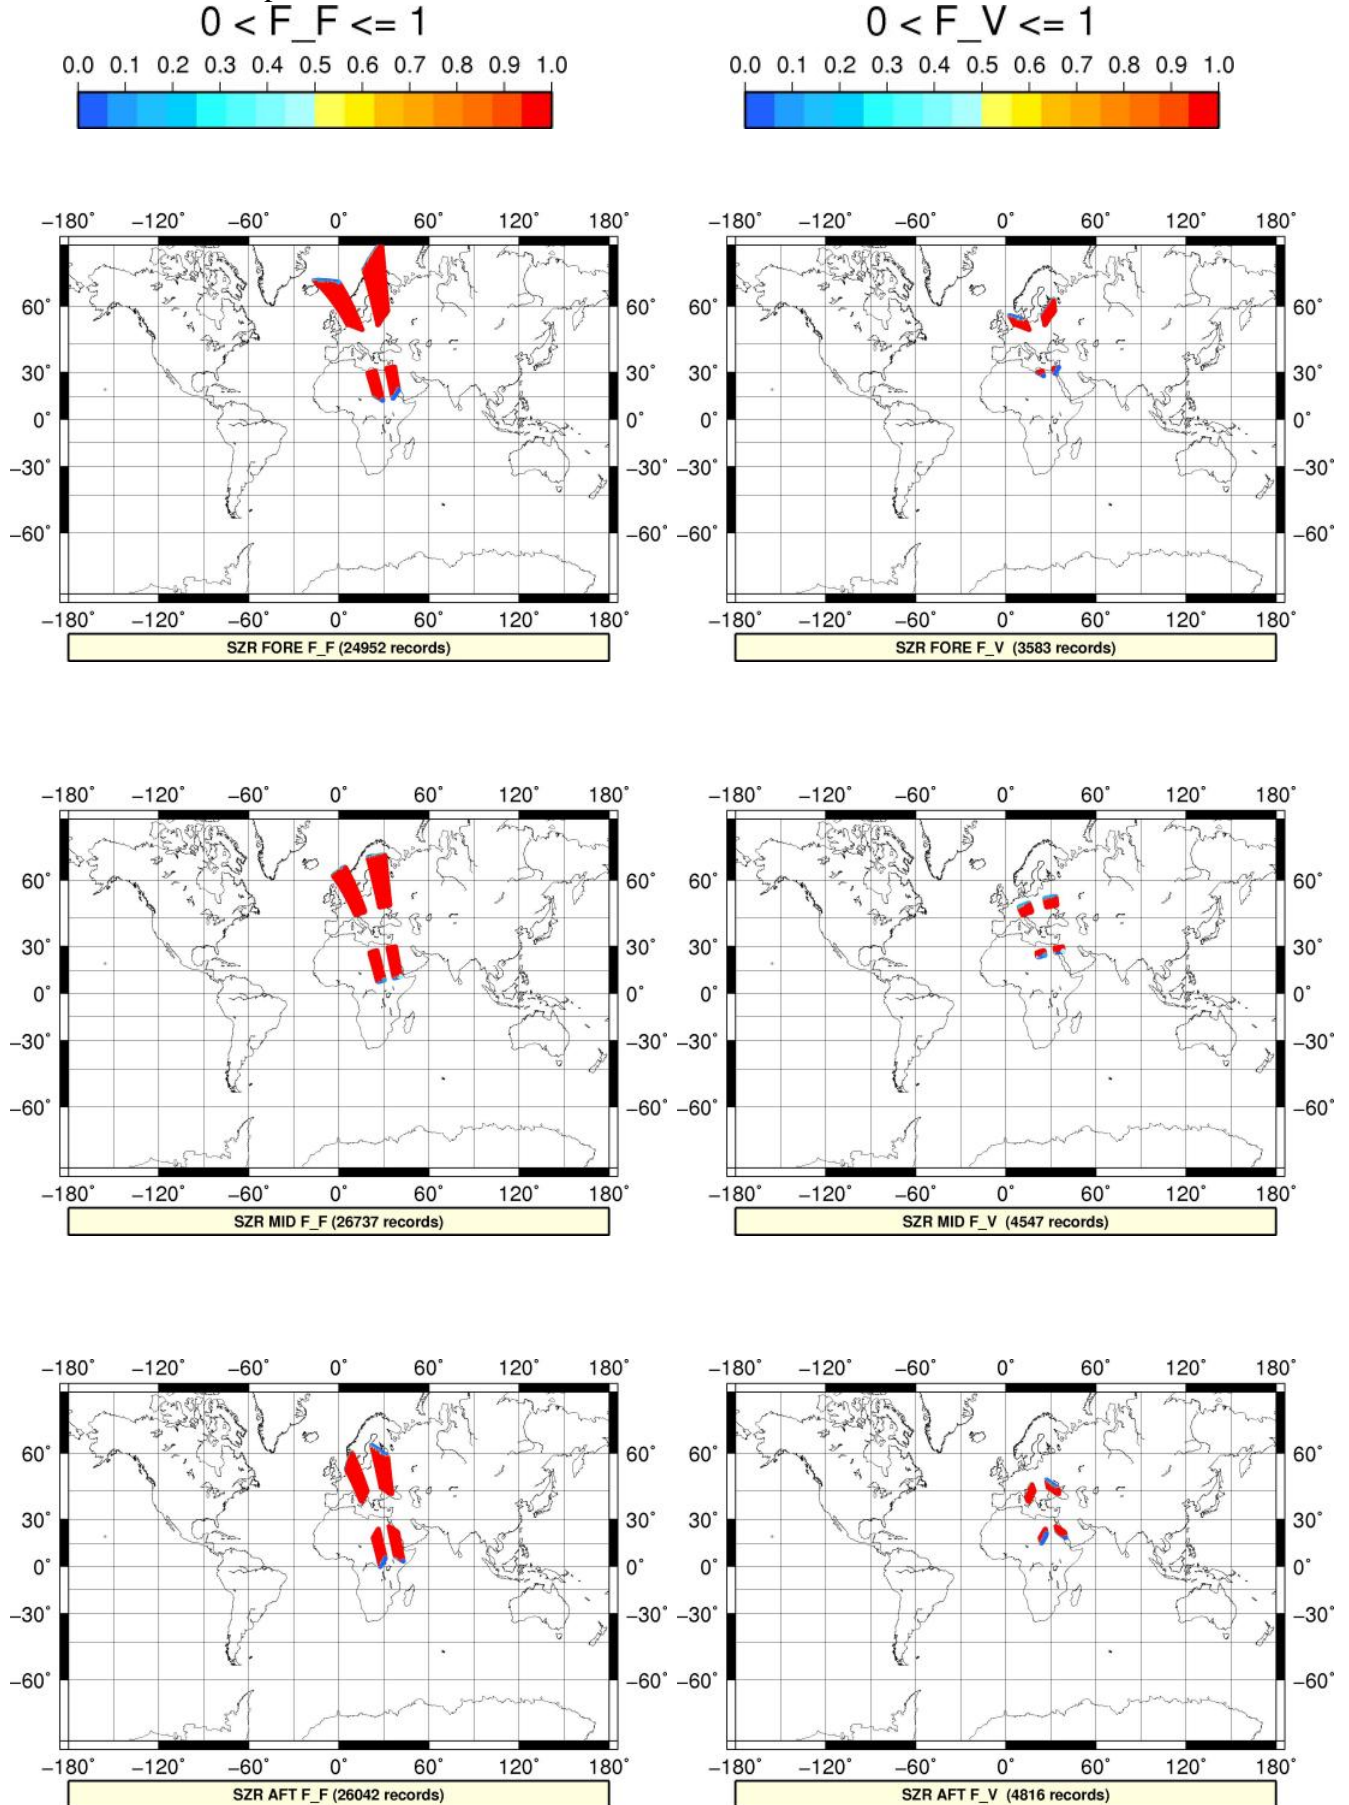 0 < F_F <= 1 0 < F_V <= 1
0.0 0.1 0.2 0.3 0.4 0.5 0.6 0.7 0.8 0.9 1.0 0.0 0.1 0.2 0.3 0.4 0.5 0.6 0.7 0.8 0.9 1.0
−180˚ −120˚ −60˚ 0˚ 60˚ 120˚ 180˚ −180˚ −120˚ −60˚ 0˚ 60˚ 120˚ 180˚
60˚ 60˚ 60˚ 60˚
30˚ 30˚ 30˚ 30˚
0˚ 0˚ 0˚ 0˚
−30˚ −30˚ −30˚ −30˚
−60˚ −60˚ −60˚ −60˚
−180˚ −120˚ −60˚ 0˚ 60˚ 120˚ 180˚ −180˚ −120˚ −60˚ 0˚ 60˚ 120˚ 180˚
SZR FORE F_F (24952 records) SZR FORE F_V (3583 records)
−180˚ −120˚ −60˚ 0˚ 60˚ 120˚ 180˚ −180˚ −120˚ −60˚ 0˚ 60˚ 120˚ 180˚
60˚ 60˚ 60˚ 60˚
30˚ 30˚ 30˚ 30˚
0˚ 0˚ 0˚ 0˚
−30˚ −30˚ −30˚ −30˚
−60˚ −60˚ −60˚ −60˚
−180˚ −120˚ −60˚ 0˚ 60˚ 120˚ 180˚ −180˚ −120˚ −60˚ 0˚ 60˚ 120˚ 180˚
SZR MID F_F (26737 records) SZR MID F_V (4547 records)
−180˚ −120˚ −60˚ 0˚ 60˚ 120˚ 180˚ −180˚ −120˚ −60˚ 0˚ 60˚ 120˚ 180˚
60˚ 60˚ 60˚ 60˚
30˚ 30˚ 30˚ 30˚
0˚ 0˚ 0˚ 0˚
−30˚ −30˚ −30˚ −30˚
−60˚ −60˚ −60˚ −60˚
−180˚ −120˚ −60˚ 0˚ 60˚ 120˚ 180˚ −180˚ −120˚ −60˚ 0˚ 60˚ 120˚ 180˚
SZR AFT F_F (26042 records) SZR AFT F_V (4816 records)